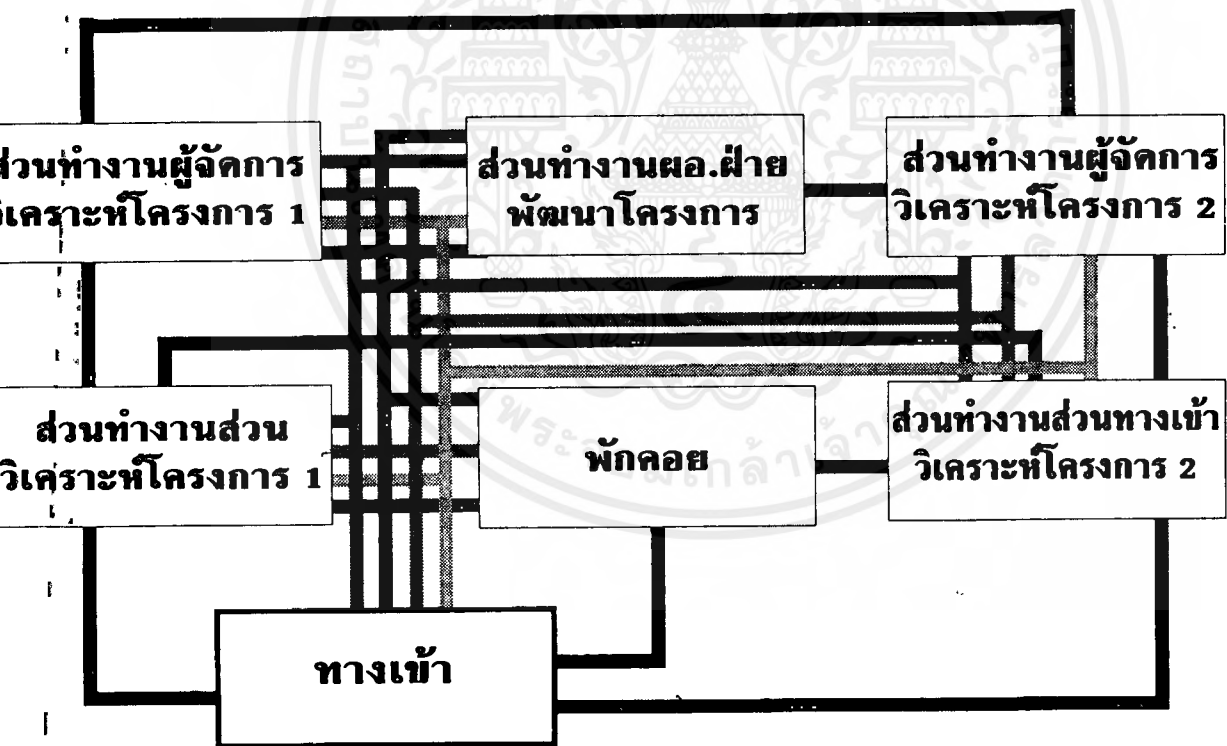 ส่วนทำงานผู้จัดการ
วิเคราะห์โครงการ 1
ส่วนทำงานผอ.ฝ่าย
พัฒนาโครงการ
ส่วนทำงานผู้จัดการ
วิเคราะห์โครงการ 2
ส่วนทำงานส่วน
วิเคราะห์โครงการ 1
พักคอย
ส่วนทำงานส่วนทางเข้า
วิเคราะห์โครงการ 2
ทางเข้า